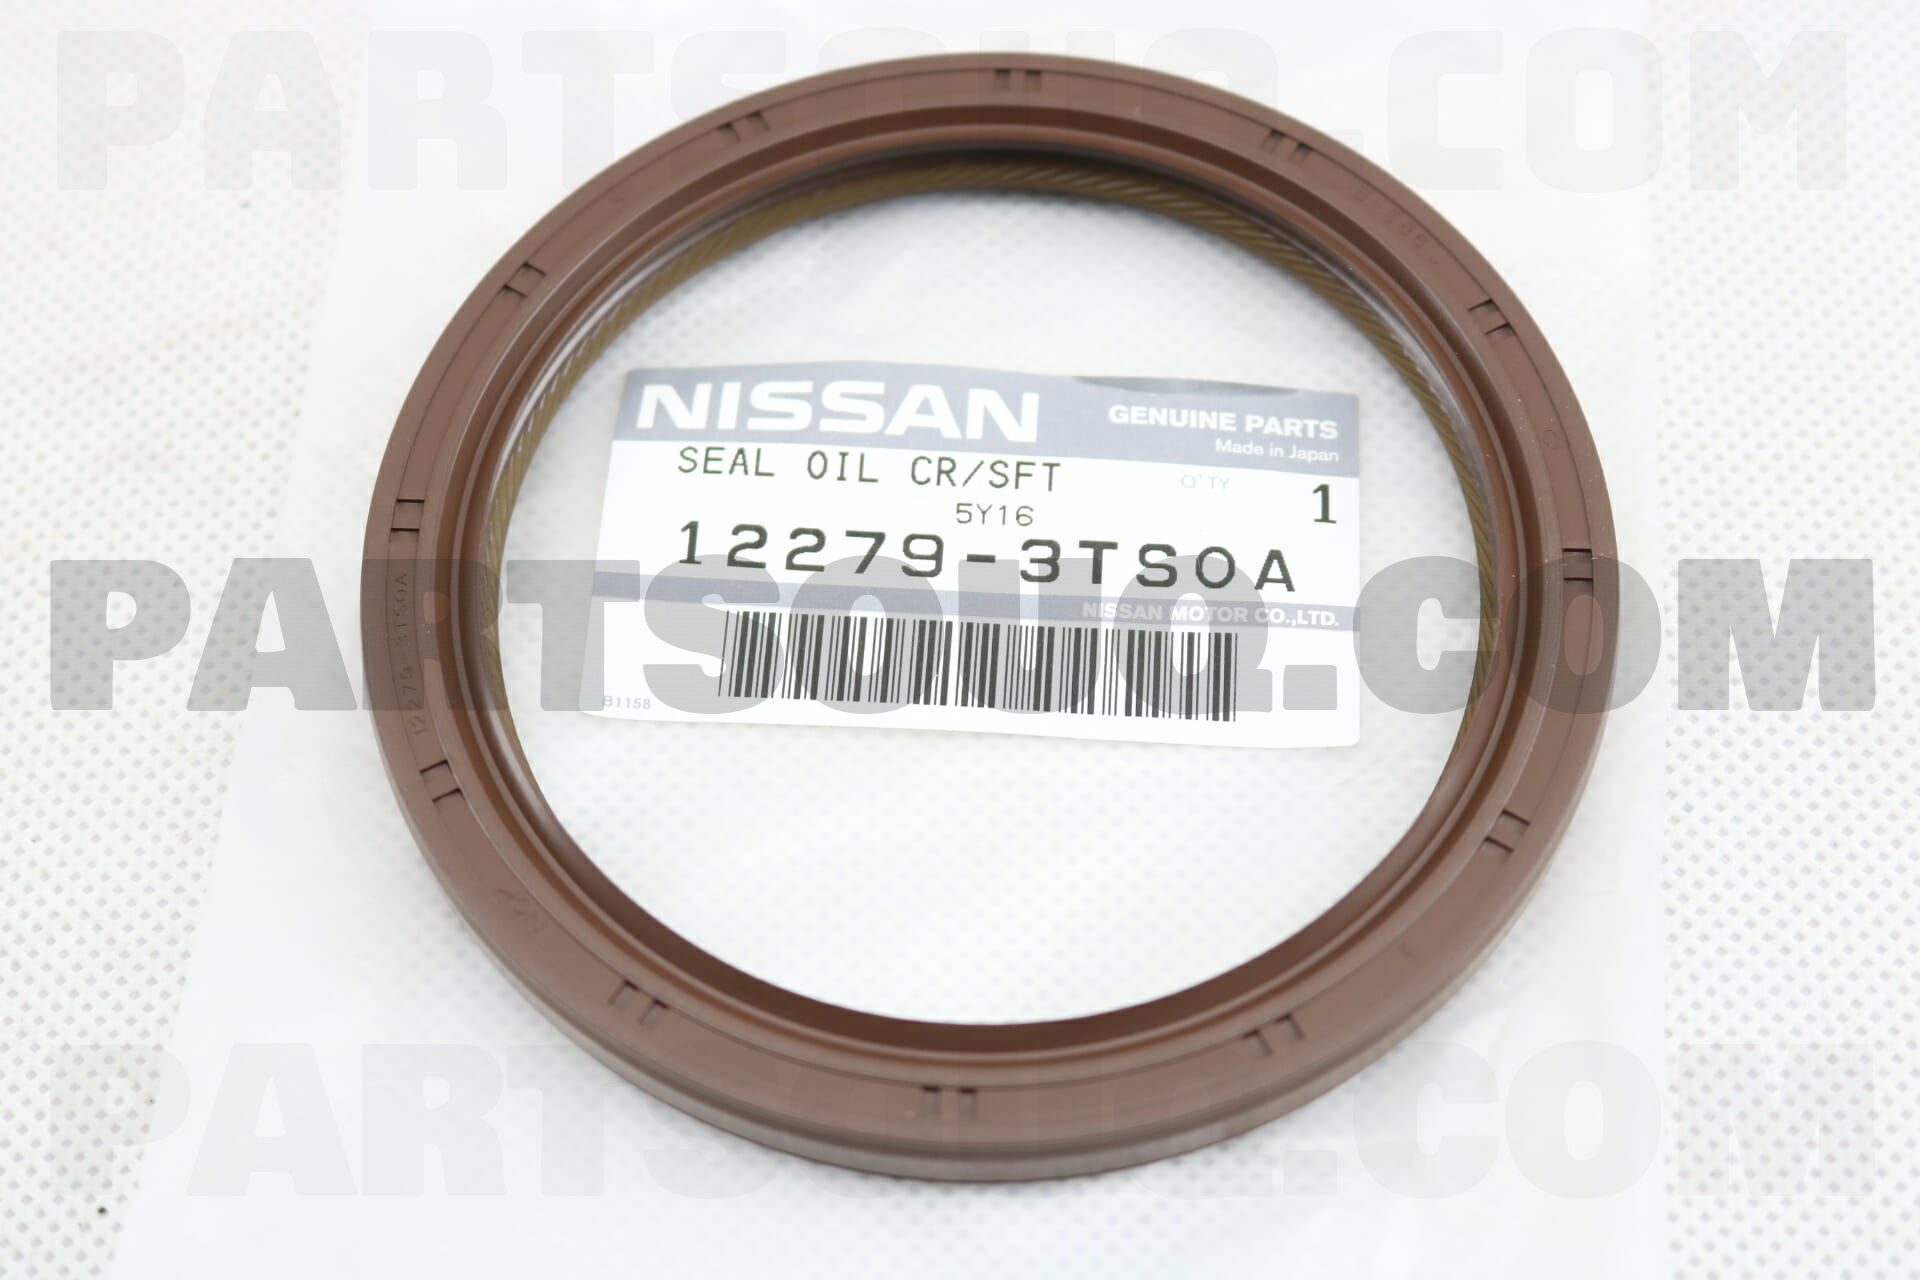 PARTSOUQ.COM
NISSAN
GENUINE PARTS
Made in Japan
SEAL OIL CR/SFT
Q'TY
1
5Y16
12279-3TS0A
NISSAN MOTOR CO.,LTD.
12279-3TS0A
PARTSOUQ.COM
B1158
NOK
PARTSOUQ.COM